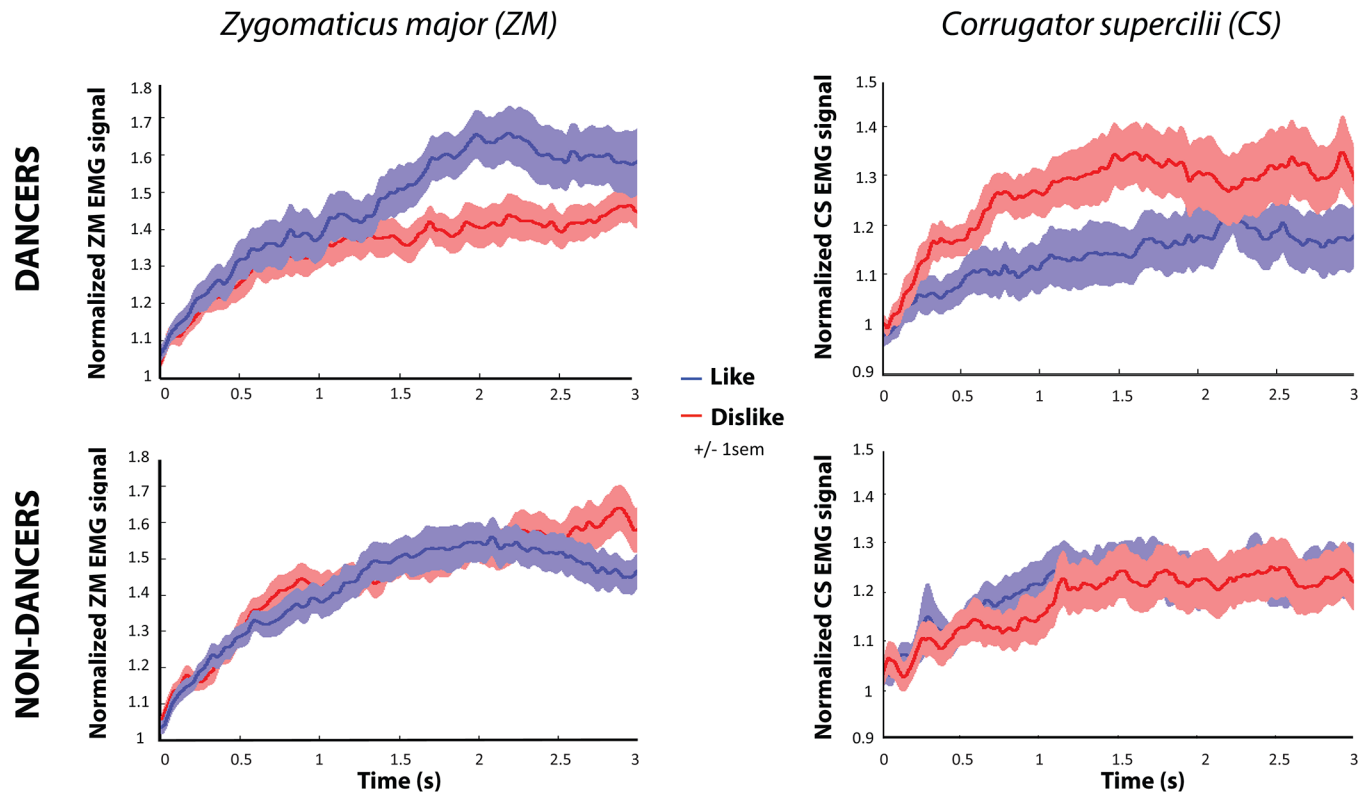 Zygomaticus major (ZM)
Corrugator supercilii (CS)
DANCERS
Normalized ZM EMG signal
1.8
1.7
1.6
1.5
1.4
1.3
1.2
1.1
1
0 0.5 1 1.5 2 2.5 3
Normalized CS EMG signal
1.5
1.4
1.3
1.2
1.1
1
0.9
0 0.5 1 1.5 2 2.5 3
Like
Dislike
+/- 1sem
NON-DANCERS
Normalized ZM EMG signal
1.8
1.7
1.6
1.5
1.4
1.3
1.2
1.1
1
0 0.5 1 1.5 2 2.5 3
Time (s)
Normalized CS EMG signal
1.5
1.4
1.3
1.2
1.1
1
0.9
0 0.5 1 1.5 2 2.5 3
Time (s)